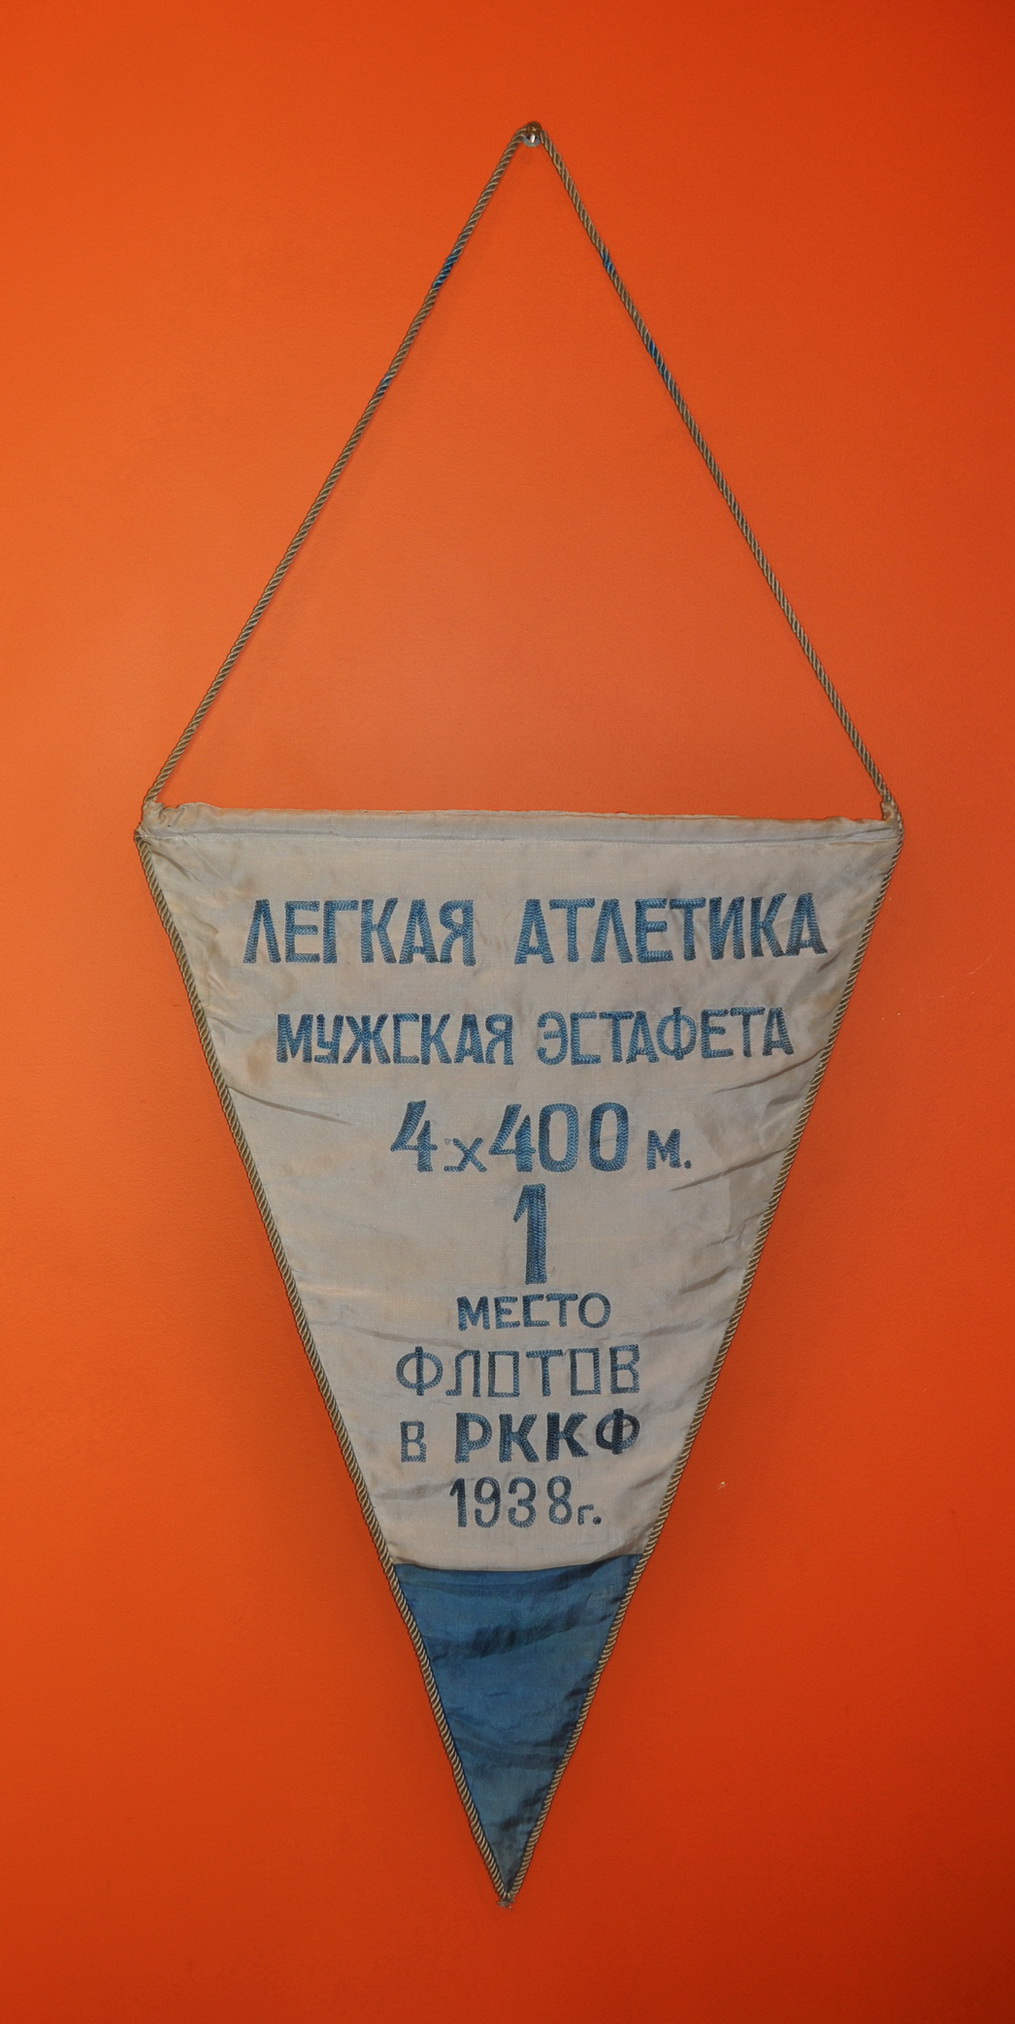 ЛЕГКАЯ АТЛЕТИКА
МУЖСКАЯ ЭСТАФЕТА
4х400 м.
1
МЕСТО
ФЛОТОВ
В РККФ
1938г.